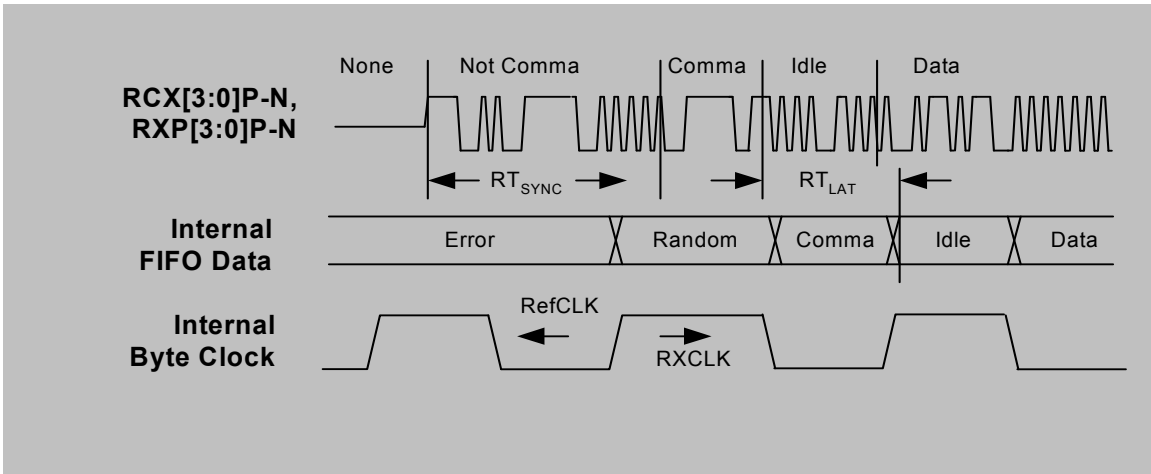 None Not Comma Comma Idle Data
RCX[3:0]P-N,
RXP[3:0]P-N
RT_SYNC RT_LAT
Internal
FIFO Data
Error Random Comma Idle Data
RefCLK
Internal
Byte Clock
RXCLK